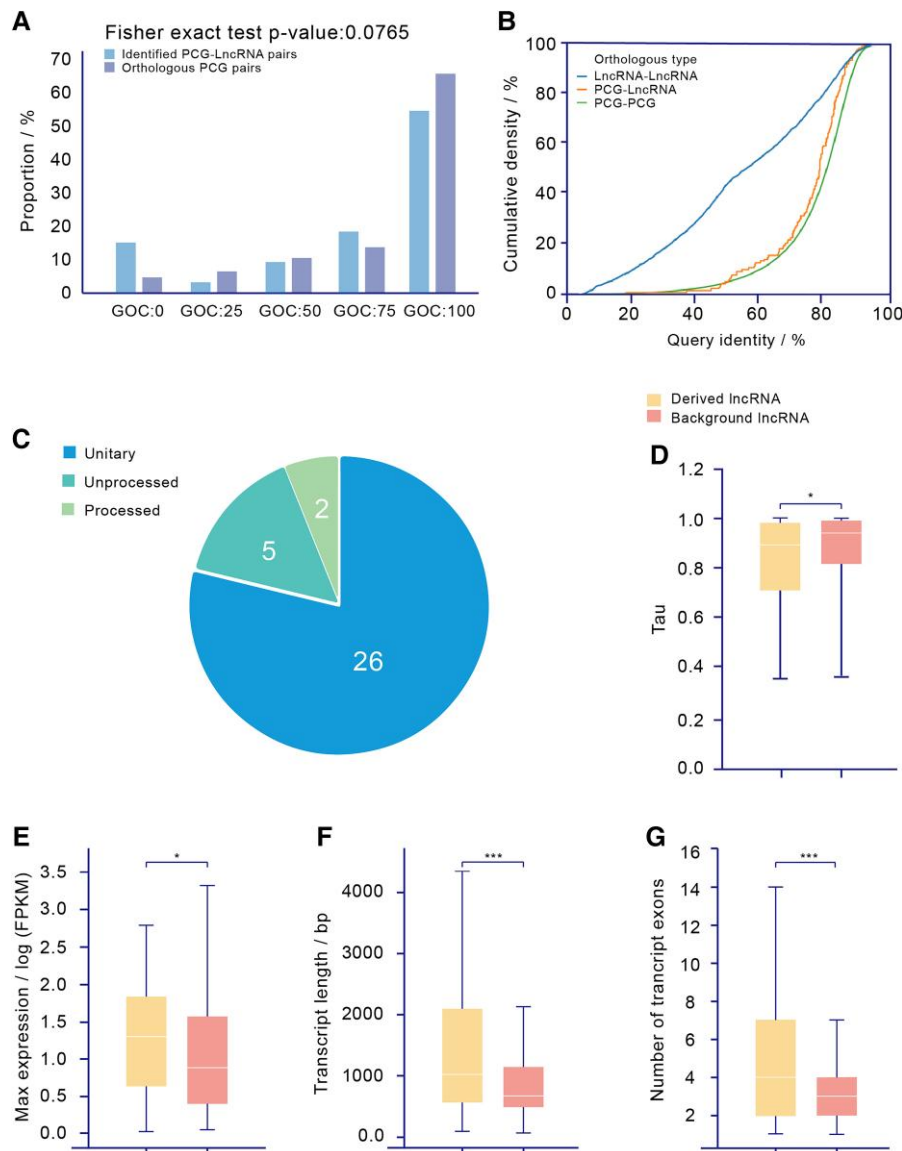 A
Fisher exact test p-value:0.0765
Identified PCG-LncRNA pairs
Orthologous PCG pairs
Proportion / %
70
60
50
40
30
20
10
0
GOC:0 GOC:25 GOC:50 GOC:75 GOC:100
B
Orthologous type
LncRNA-LncRNA
PCG-LncRNA
PCG-PCG
Cumulative density / %
100
80
60
40
20
0
0 20 40 60 80 100
Query identity / %
C
Unitary
Unprocessed
Processed
2
5
26
Derived lncRNA
Background lncRNA
D
Tau
1.2
1.0
0.8
0.6
0.4
0.2
0.0
*
E
Max expression / log (FPKM)
3.5
3.0
2.5
2.0
1.5
1.0
0.5
0.0
*
F
Transcript length / bp
4000
3000
2000
1000
0.0
***
G
Number of trancript exons
16
14
12
10
8
6
4
2
***